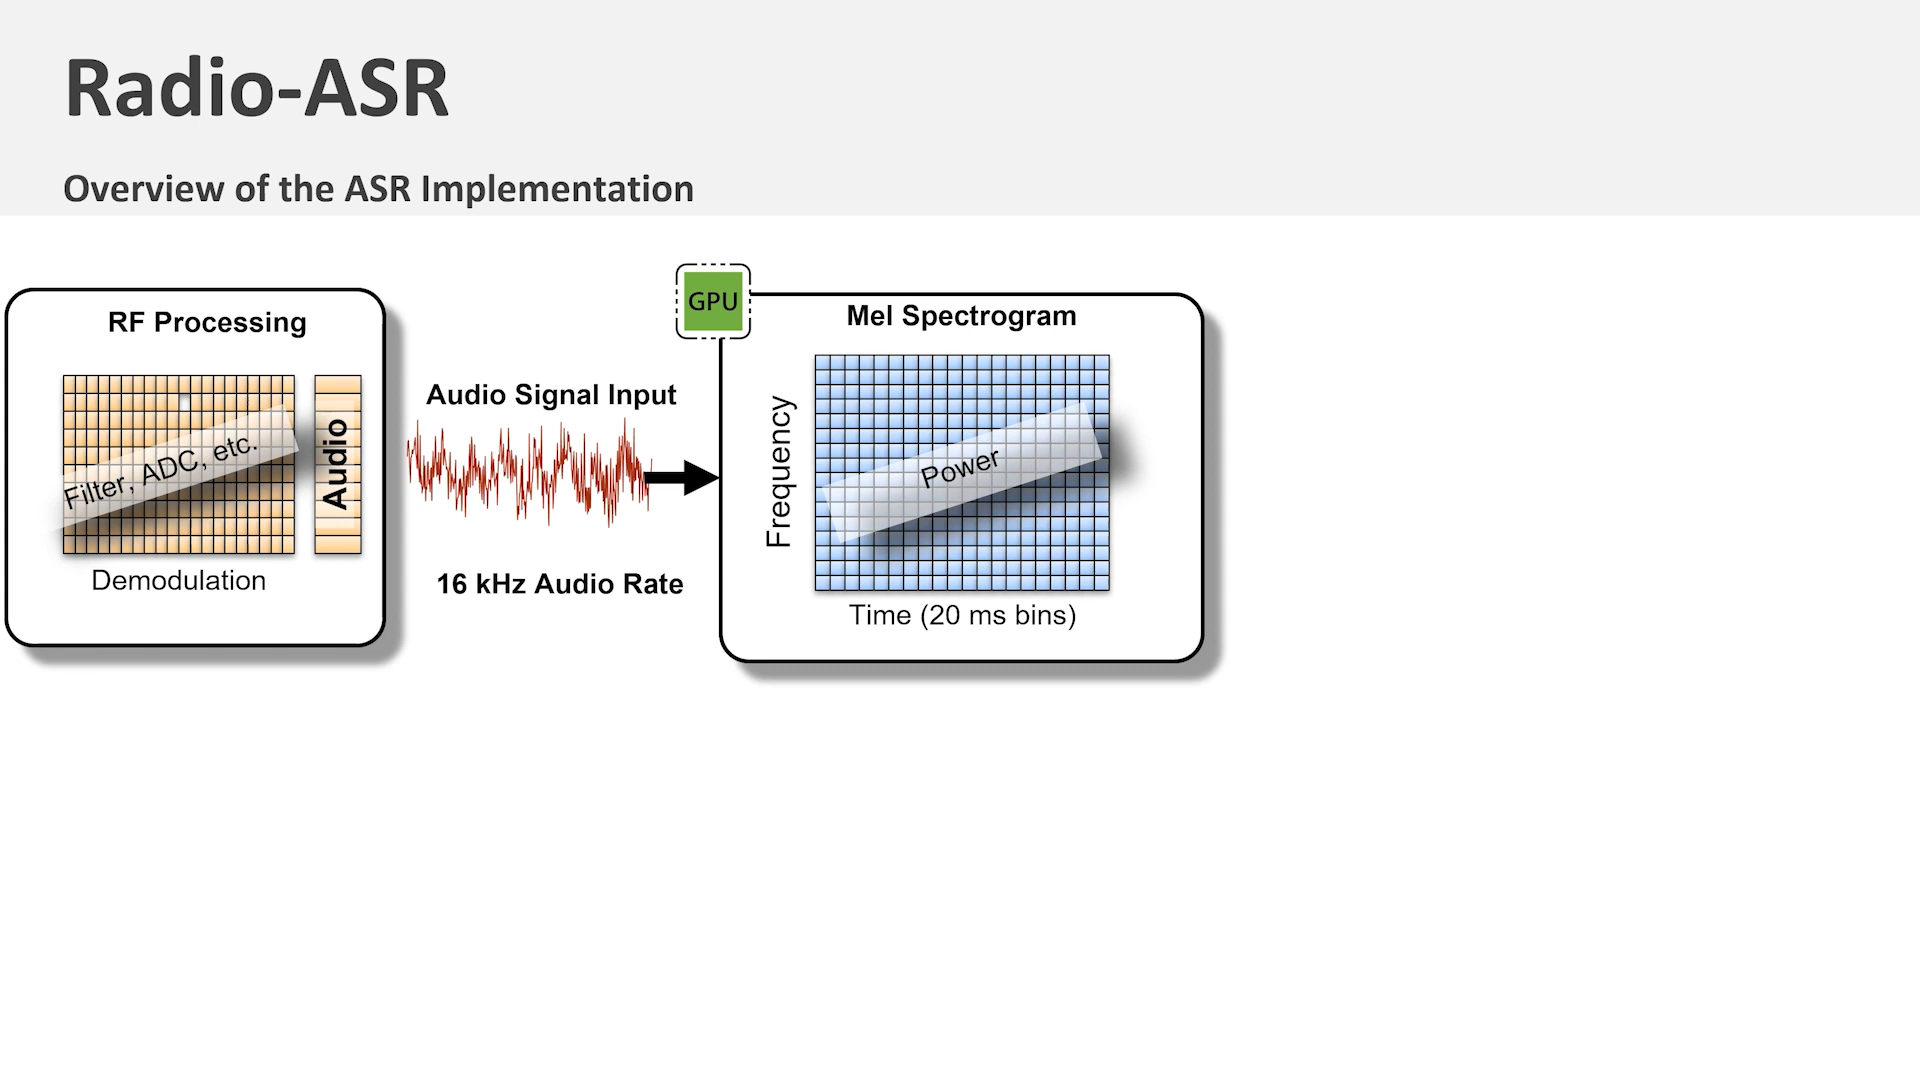 Radio-ASR
Overview of the ASR Implementation
RF Processing
Filter, ADC, etc.
Audio
Demodulation
Audio Signal Input
16 kHz Audio Rate
GPU
Mel Spectrogram
Frequency
Power
Time (20 ms bins)